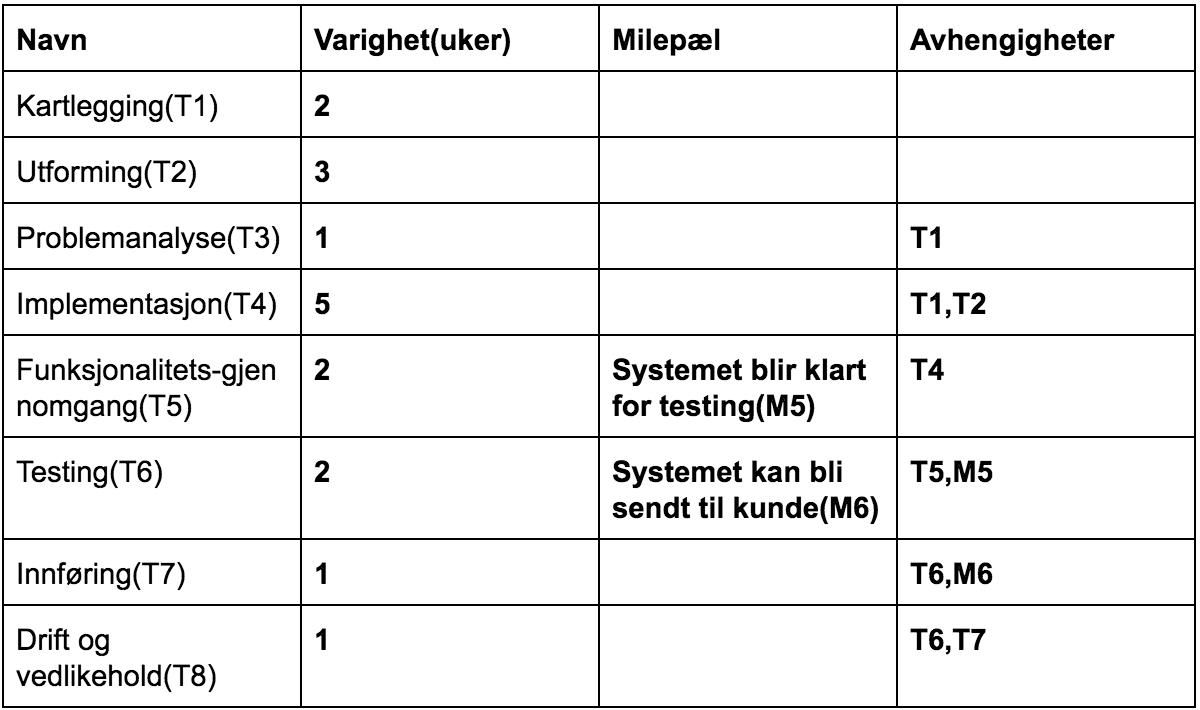 Navn Varighet(uker) Milepæl Avhengigheter
Kartlegging(T1) 2
Utforming(T2) 3
Problemanalyse(T3) 1 T1
Implementasjon(T4) 5 T1,T2
Funksjonalitets-gjen 2 Systemet blir klart T4
nomgang(T5) for testing(M5)
Testing(T6) 2 Systemet kan bli T5,M5
sendt til kunde(M6)
Innføring(T7) 1 T6,M6
Drift og 1 T6,T7
vedlikehold(T8)